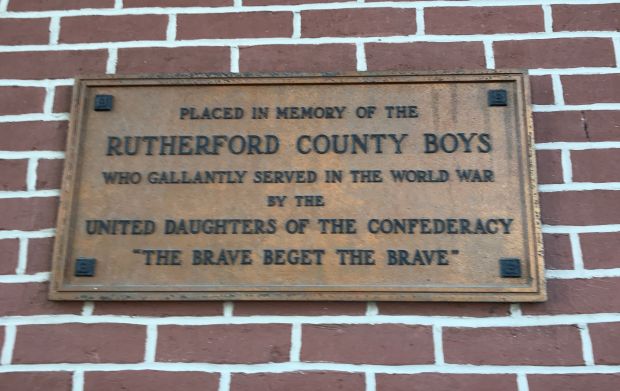 PLACED IN MEMORY OF THE
RUTHERFORD COUNTY BOYS
WHO GALLANTLY SERVED IN THE WORLD WAR
BY THE
UNITED DAUGHTERS OF THE CONFEDERACY
"THE BRAVE BEGET THE BRAVE"